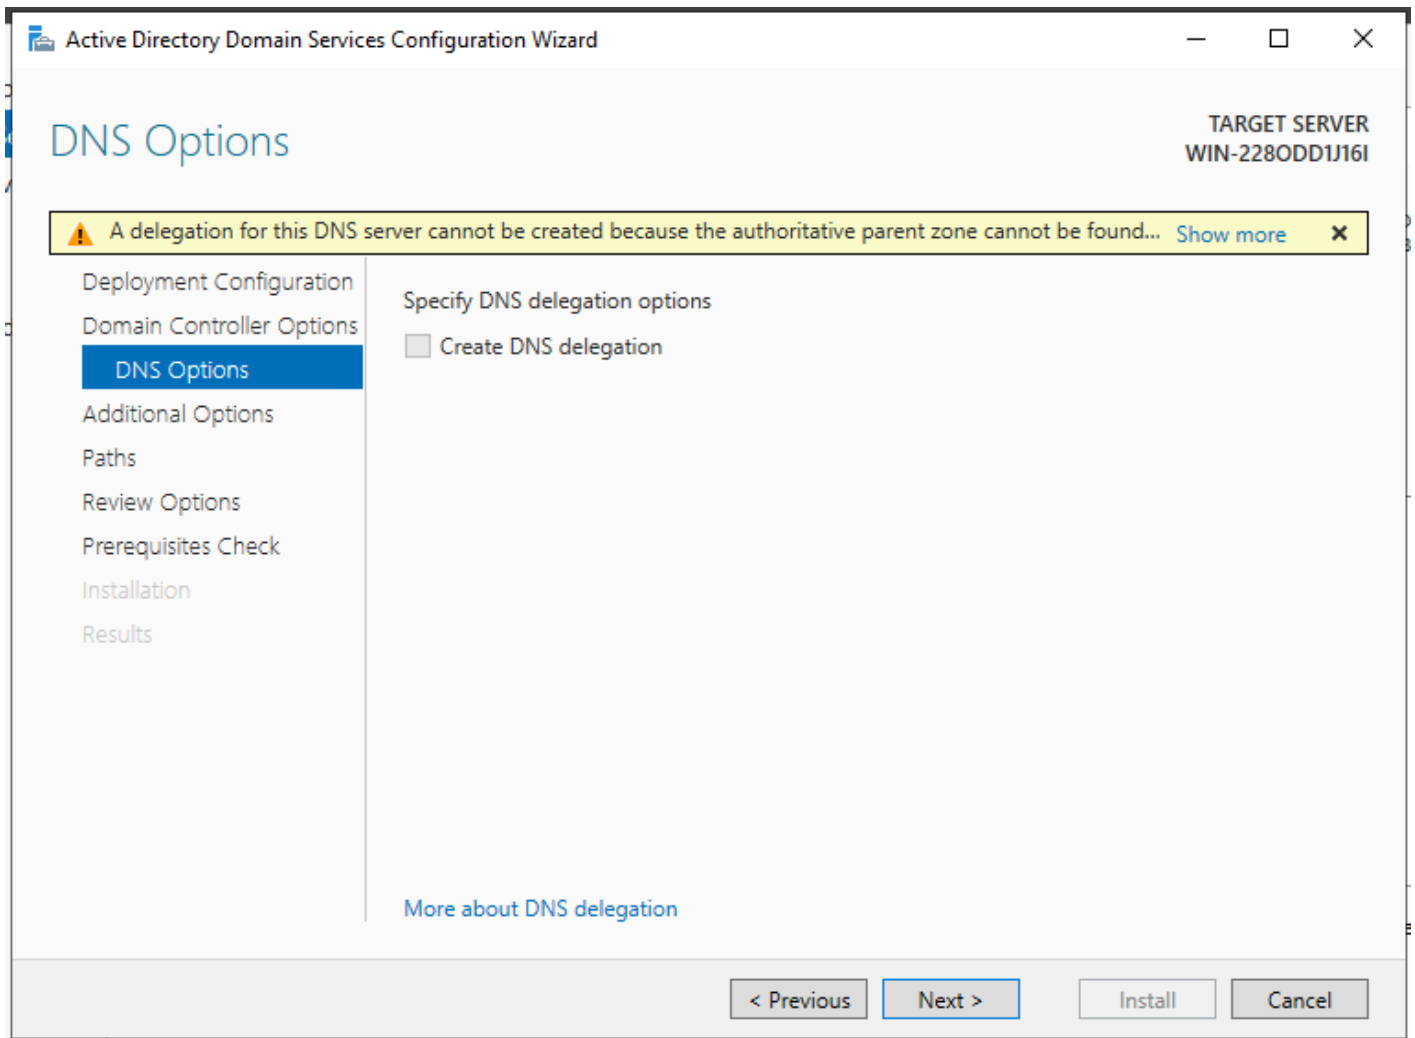 Active Directory Domain Services Configuration Wizard
DNS Options
TARGET SERVER
WIN-228ODD1J16I
A delegation for this DNS server cannot be created because the authoritative parent zone cannot be found... Show more
Deployment Configuration
Domain Controller Options
DNS Options
Additional Options
Paths
Review Options
Prerequisites Check
Installation
Results
Specify DNS delegation options
Create DNS delegation
More about DNS delegation
< Previous
Next >
Install
Cancel